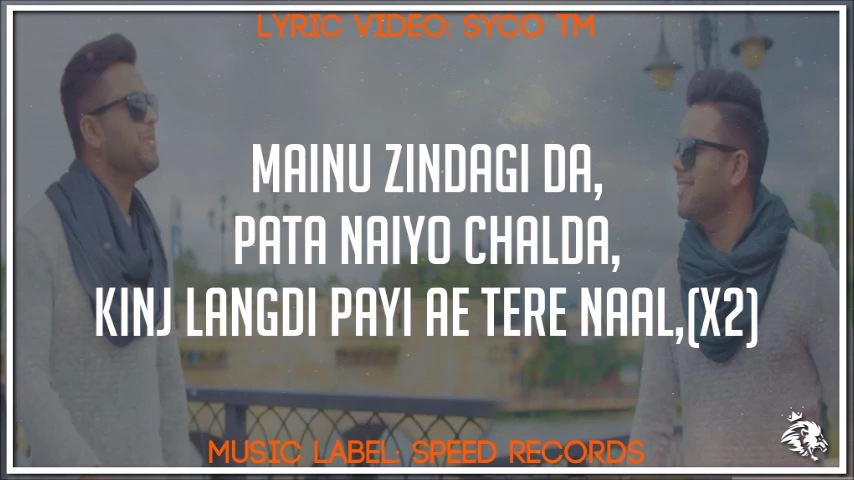 LYRIC VIDEO: SYCO TM
MAINU ZINDAGI DA,
PATA NAIYO CHALDA,
KINJ LANGDI PAYI AE TERE NAAL,(X2)
MUSIC LABEL: SPEED RECORDS